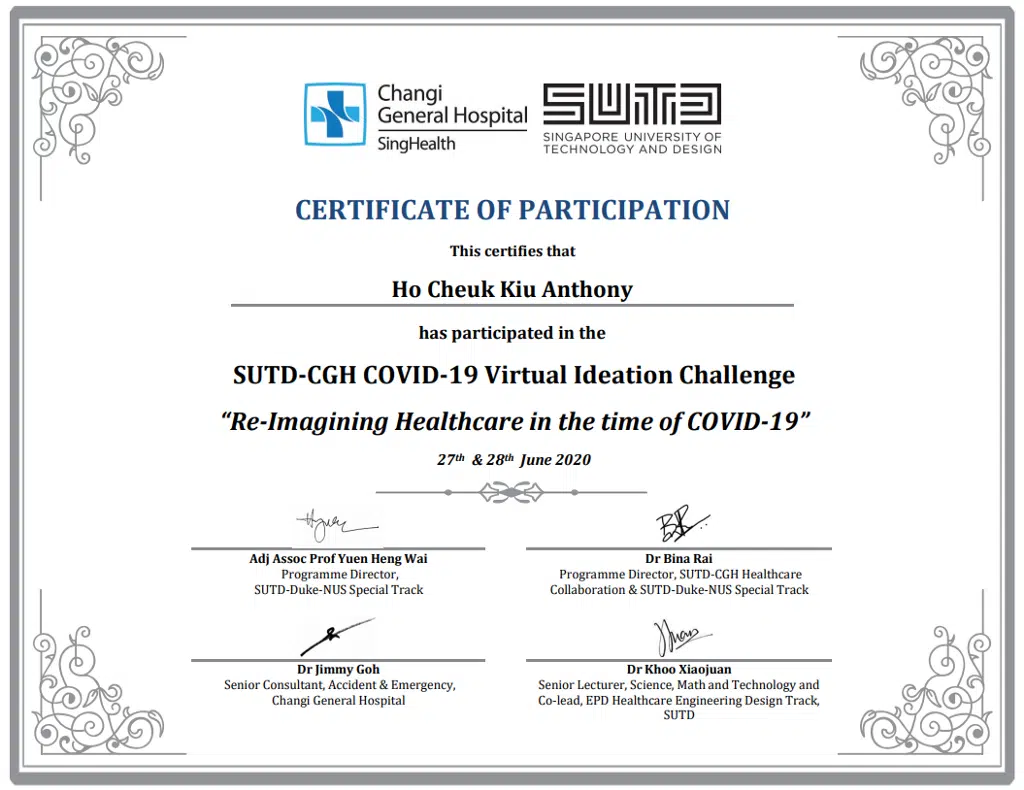 Changi
General Hospital
SingHealth
SUTD
SINGAPORE UNIVERSITY OF
TECHNOLOGY AND DESIGN
CERTIFICATE OF PARTICIPATION
This certifies that
Ho Cheuk Kiu Anthony
has participated in the
SUTD-CGH COVID-19 Virtual Ideation Challenge
“Re-Imagining Healthcare in the time of COVID-19”
27th & 28th June 2020
Adj Assoc Prof Yuen Heng Wai
Programme Director,
SUTD-Duke-NUS Special Track
Dr Bina Rai
Programme Director, SUTD-CGH Healthcare
Collaboration & SUTD-Duke-NUS Special Track
Dr Jimmy Goh
Senior Consultant, Accident & Emergency,
Changi General Hospital
Dr Khoo Xiaojuan
Senior Lecturer, Science, Math and Technology and
Co-lead, EPD Healthcare Engineering Design Track,
SUTD